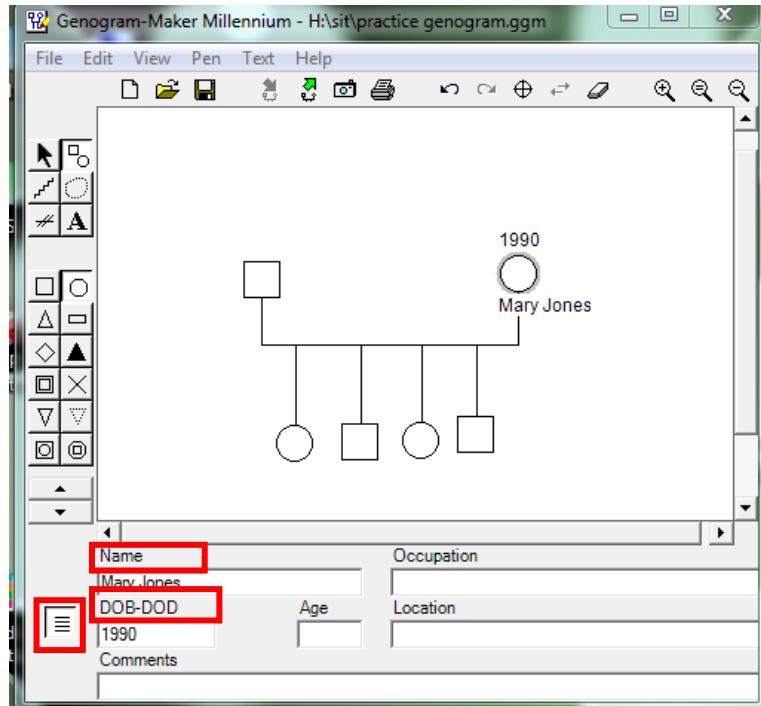 Genogram-Maker Millennium - H:\sit\practice genogram.ggm
File Edit View Pen Text Help
A
1990
Mary Jones
Name Occupation
Mary Jones
DOB-DOD Age Location
1990
Comments